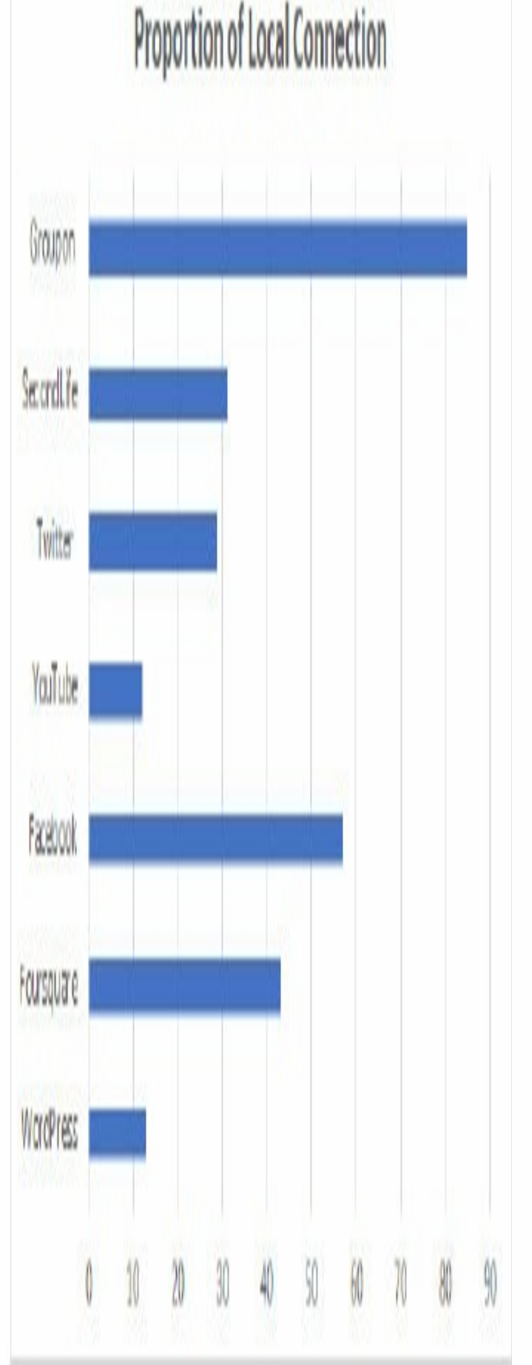 Proportion of Local Connection
Groupon
SecondLife
Twitter
YouTube
Facebook
Foursquare
WordPress
0 10 20 30 40 50 60 70 80 90